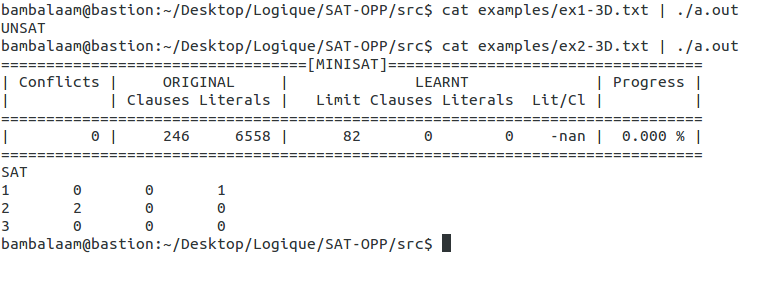 bambalaam@bastion:~/Desktop/Logique/SAT-OPP/src$ cat examples/ex1-3D.txt | ./a.out
UNSAT
bambalaam@bastion:~/Desktop/Logique/SAT-OPP/src$ cat examples/ex2-3D.txt | ./a.out
==================================[MINISAT]===================================
| Conflicts |     ORIGINAL     |              LEARNT              | Progress |
|           | Clauses Literals |   Limit Clauses Literals  Lit/Cl |          |
==============================================================================
|         0 |     246     6558 |      82       0        0    -nan |  0.000 % |
==============================================================================
SAT
1       0       0       1
2       2       0       0
3       0       0       0
bambalaam@bastion:~/Desktop/Logique/SAT-OPP/src$